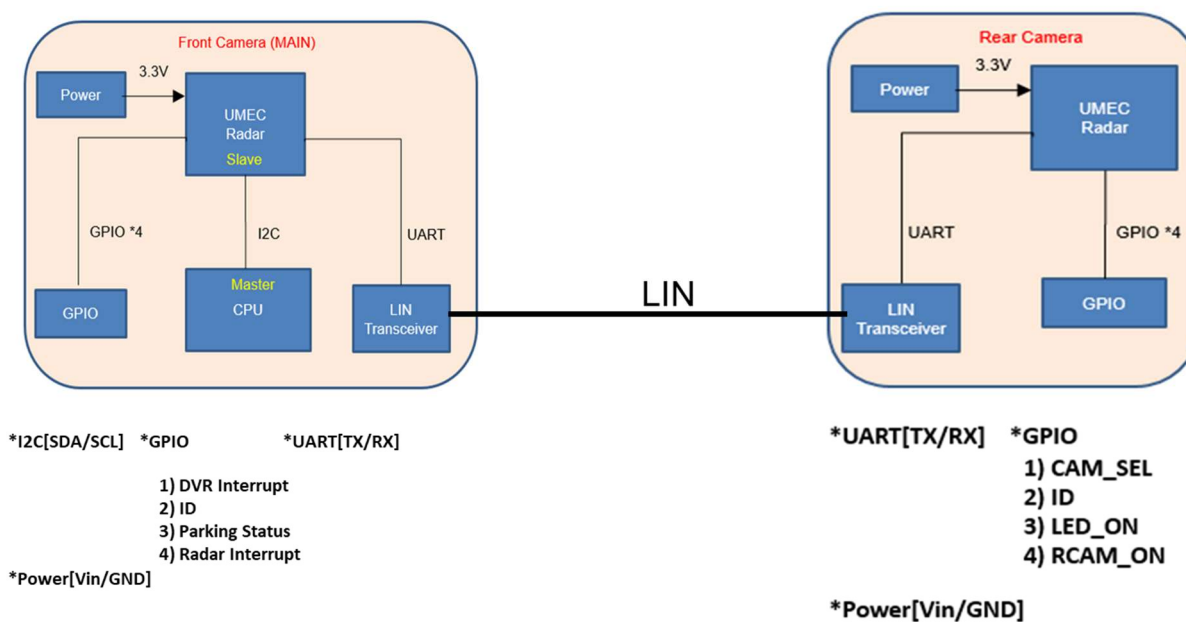 Front Camera (MAIN)
3.3V
Power
UMEC
Radar
Slave
GPIO *4
I2C
UART
Master
GPIO
CPU
LIN
Transceiver
LIN
Rear Camera
3.3V
Power
UMEC
Radar
UART
GPIO *4
LIN
Transceiver
GPIO
*I2C[SDA/SCL] *GPIO *UART[TX/RX]
1) DVR Interrupt
2) ID
3) Parking Status
4) Radar Interrupt
*Power[Vin/GND]
*UART[TX/RX] *GPIO
1) CAM_SEL
2) ID
3) LED_ON
4) RCAM_ON
*Power[Vin/GND]